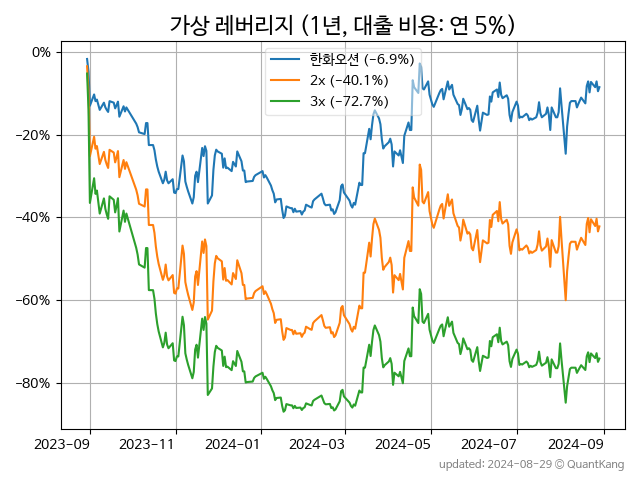 가상 레버리지 (1년, 대출 비용: 연 5%)
한화오션 (−6.9%)
2x (−40.1%)
3x (−72.7%)
0%
−20%
−40%
−60%
−80%
2023-09 2023-11 2024-01 2024-03 2024-05 2024-07 2024-09
updated: 2024-08-29 © QuantKang